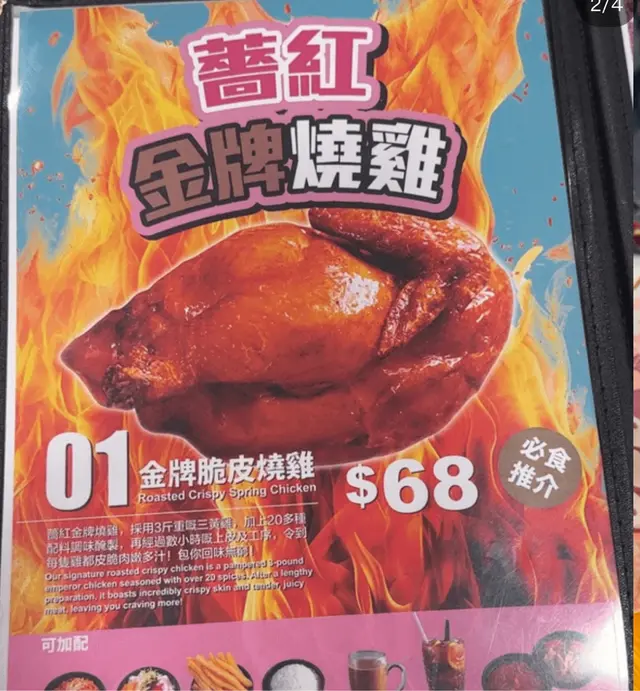 2/4
薔紅
金牌燒雞
01
金牌脆皮燒雞
Roasted Crispy Spring Chicken
$68
必食
推介
薔紅金牌燒雞，採用3斤重嘅三黃雞，加上20多種
配料調味醃製，再經過數小時嘅上皮及工序，令到
每隻雞都皮脆肉嫩多汁！包你回味無窮！
Our signature roasted crispy chicken is a pampered 3-pound
emperor chicken seasoned with over 20 spices. After a lengthy
preparation, it boasts incredibly crispy skin and tender, juicy
meat, leaving you craving more!
可加配